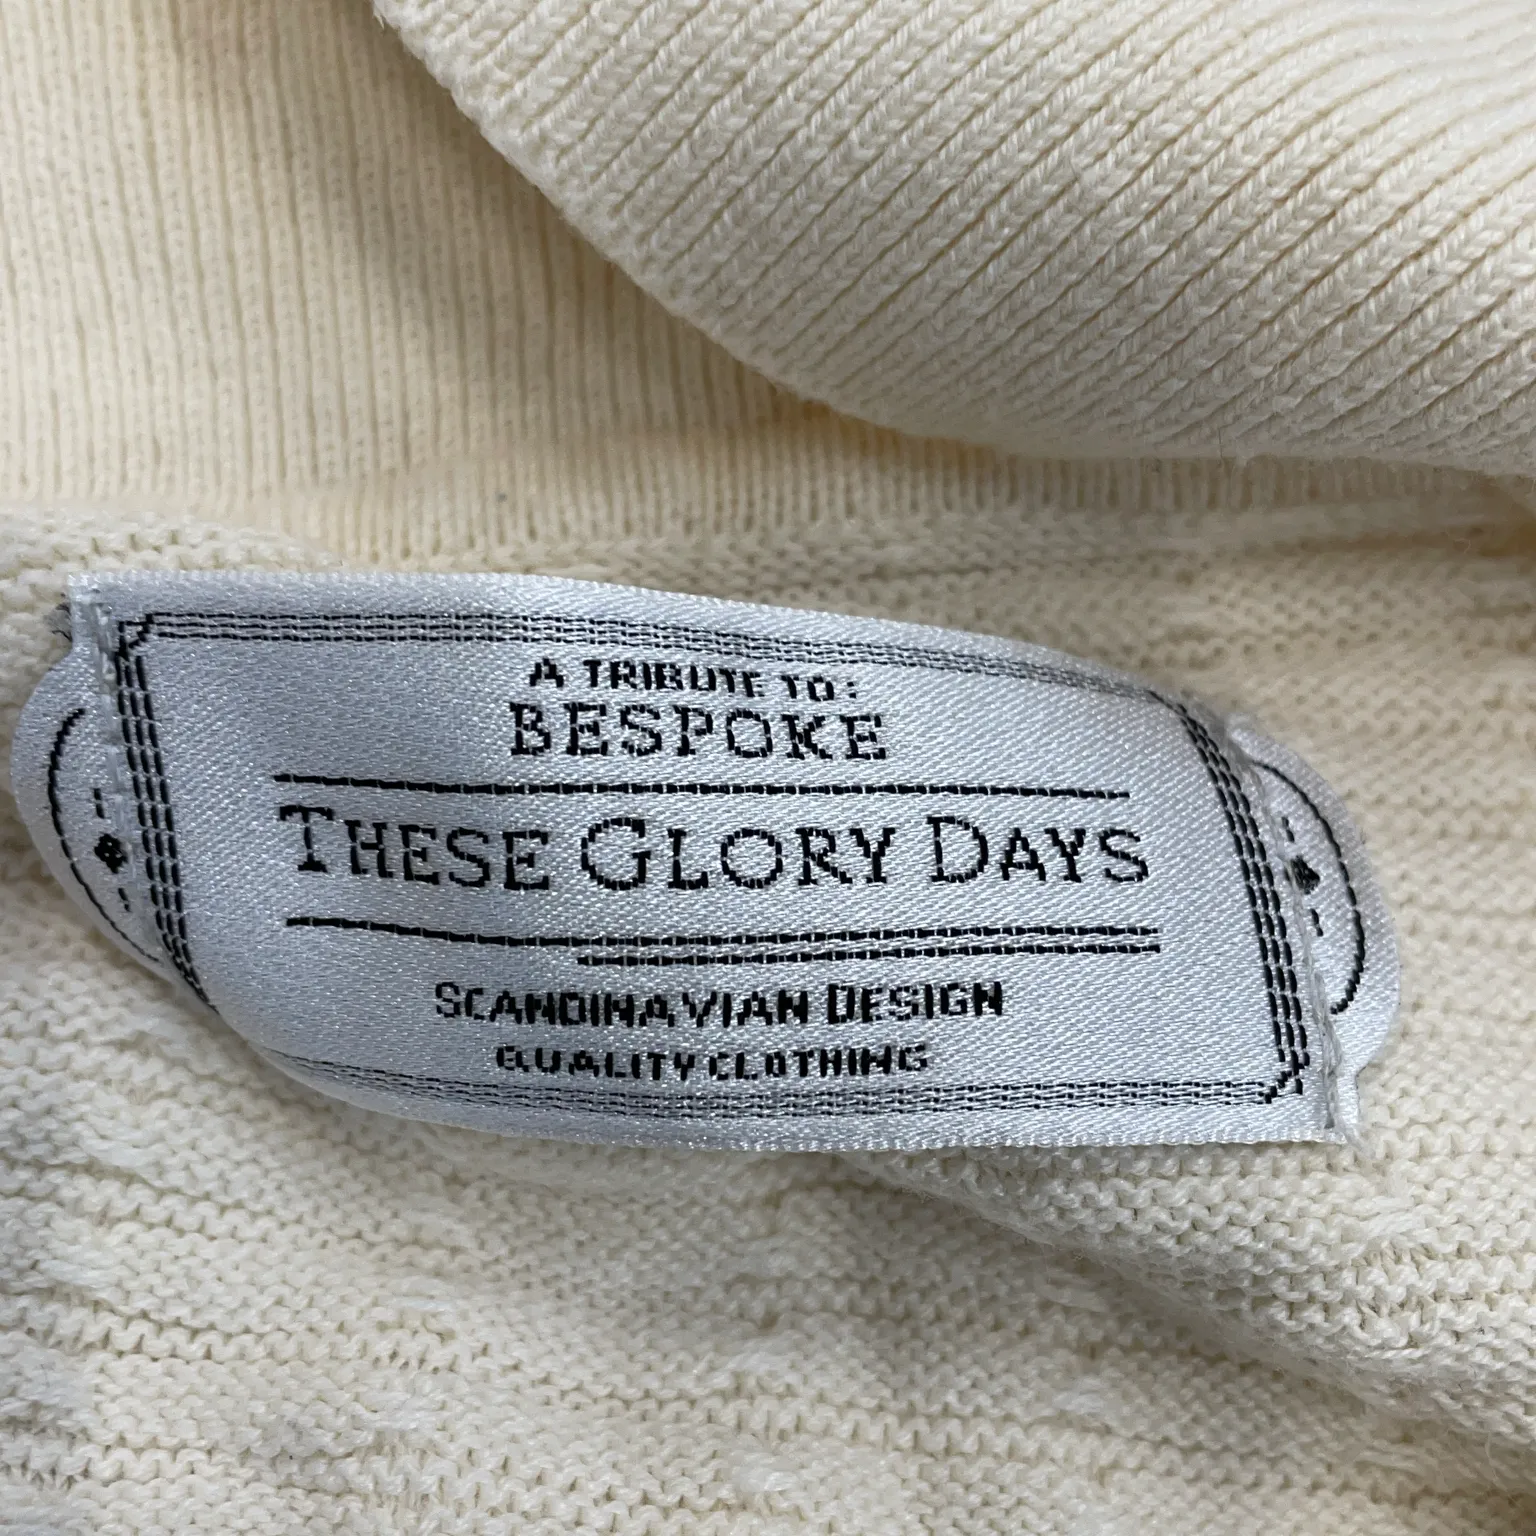 A TRIBUTE TO:
BESPOKE
THESE GLORY DAYS
SCANDINAVIAN DESIGN
QUALITY CLOTHING